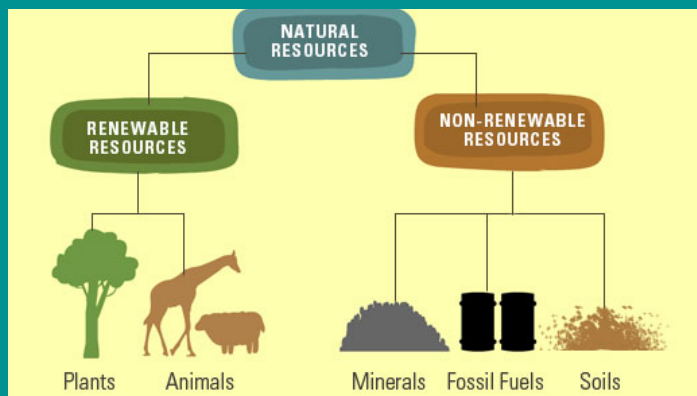 NATURAL
RESOURCES
RENEWABLE
RESOURCES
NON-RENEWABLE
RESOURCES
Plants
Animals
Minerals
Fossil Fuels
Soils